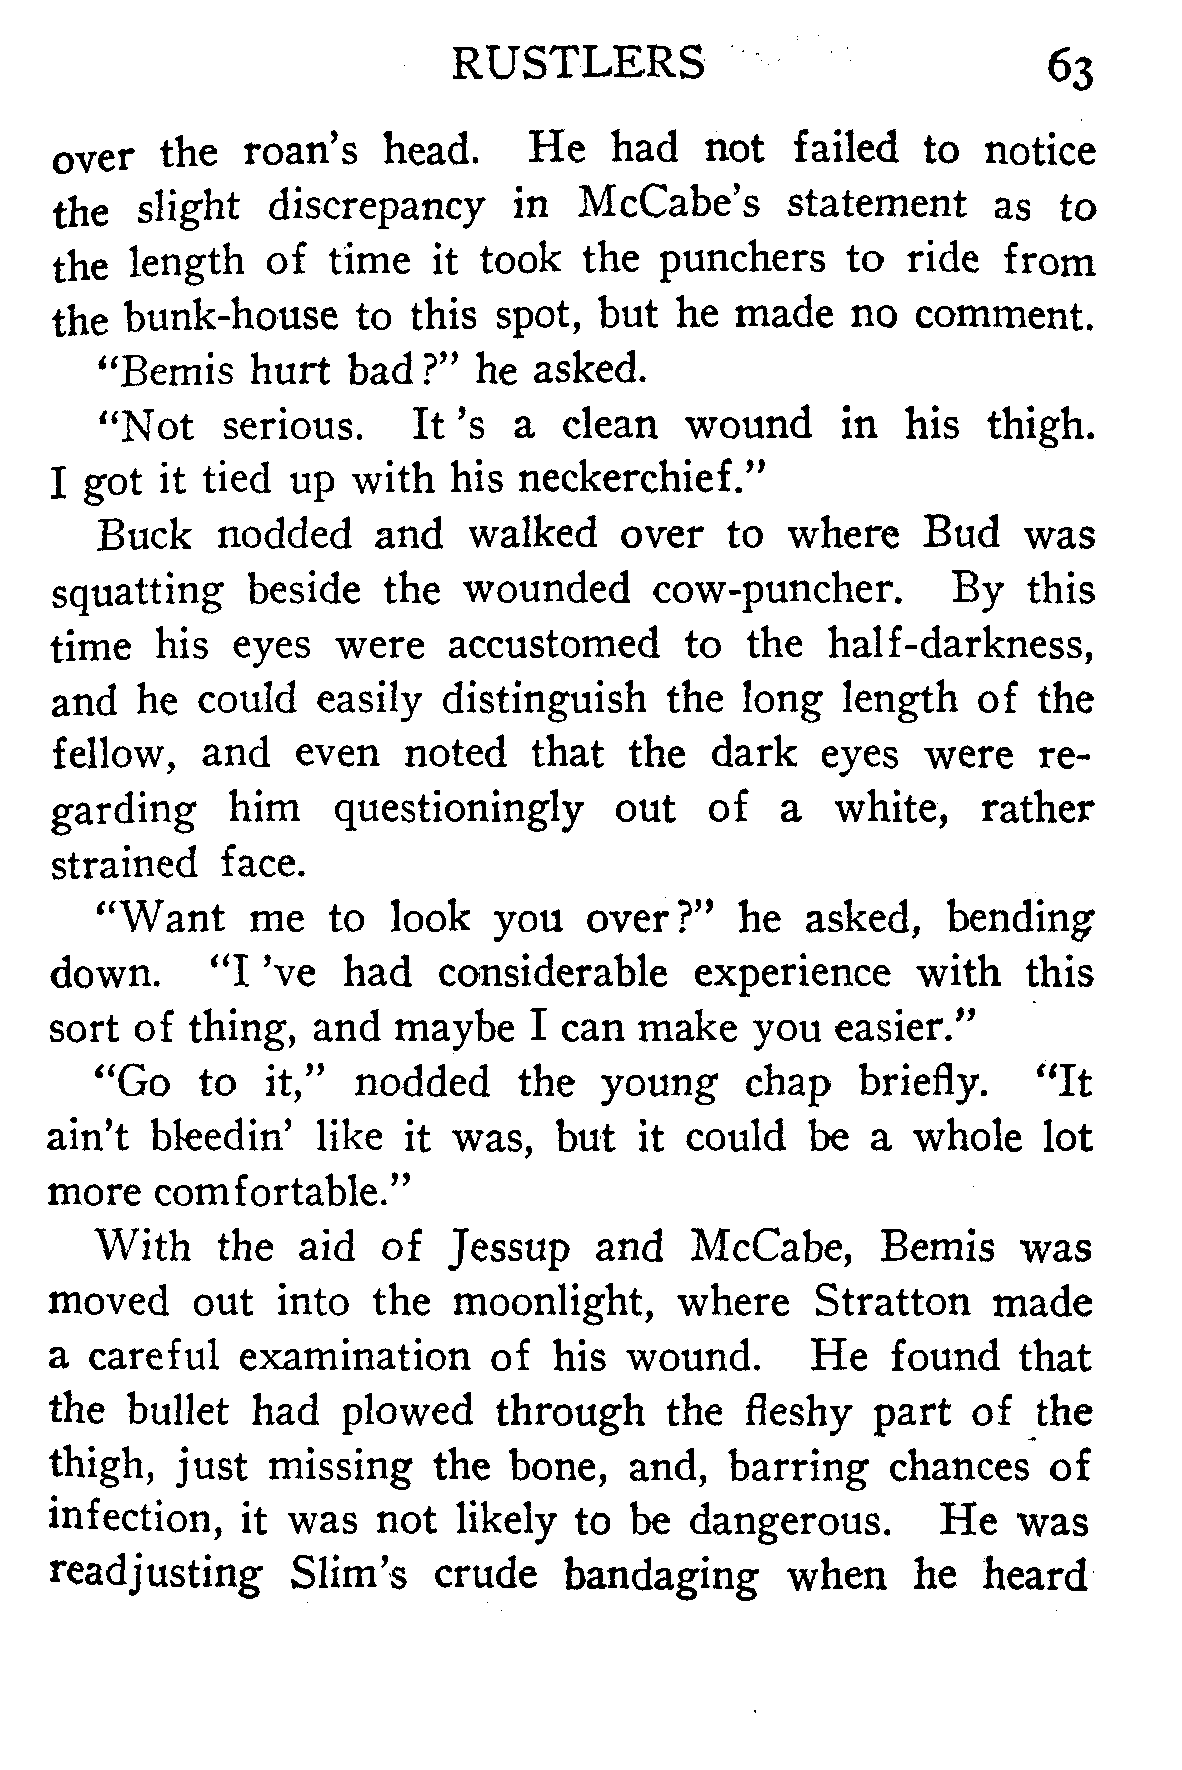 RUSTLERS 63
over the roan's head. He had not failed to notice
the slight discrepancy in McCabe's statement as to
the length of time it took the punchers to ride from
the bunk-house to this spot, but he made no comment.
"Bemis hurt bad?" he asked.
"Not serious. It 's a clean wound in his thigh.
I got it tied up with his neckerchief."
Buck nodded and walked over to where Bud was
squatting beside the wounded cow-puncher. By this
time his eyes were accustomed to the half-darkness,
and he could easily distinguish the long length of the
fellow, and even noted that the dark eyes were re-
garding him questioningly out of a white, rather
strained face.
"Want me to look you over?" he asked, bending
down. "I 've had considerable experience with this
sort of thing, and maybe I can make you easier."
"Go to it," nodded the young chap briefly. "It
ain't bleedin' like it was, but it could be a whole lot
more comfortable."
With the aid of Jessup and McCabe, Bemis was
moved out into the moonlight, where Stratton made
a careful examination of his wound. He found that
the bullet had plowed through the fleshy part of the
thigh, just missing the bone, and, barring chances of
infection, it was not likely to be dangerous. He was
readjusting Slim's crude bandaging when he heard